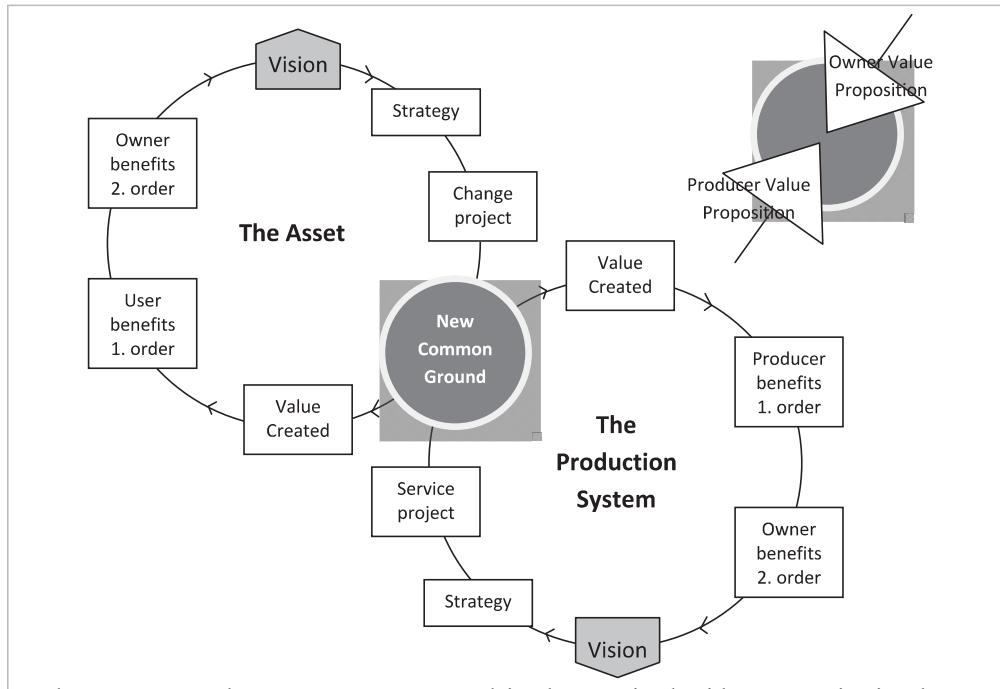 Vision
Strategy
Owner
benefits
2. order
Change
project
The Asset
User
benefits
1. order
Value
Created
New
Common
Ground
Owner Value
Proposition
Producer Value
Proposition
Value
Created
Producer
benefits
1. order
The
Production
System
Service
project
Owner
benefits
2. order
Strategy
Vision